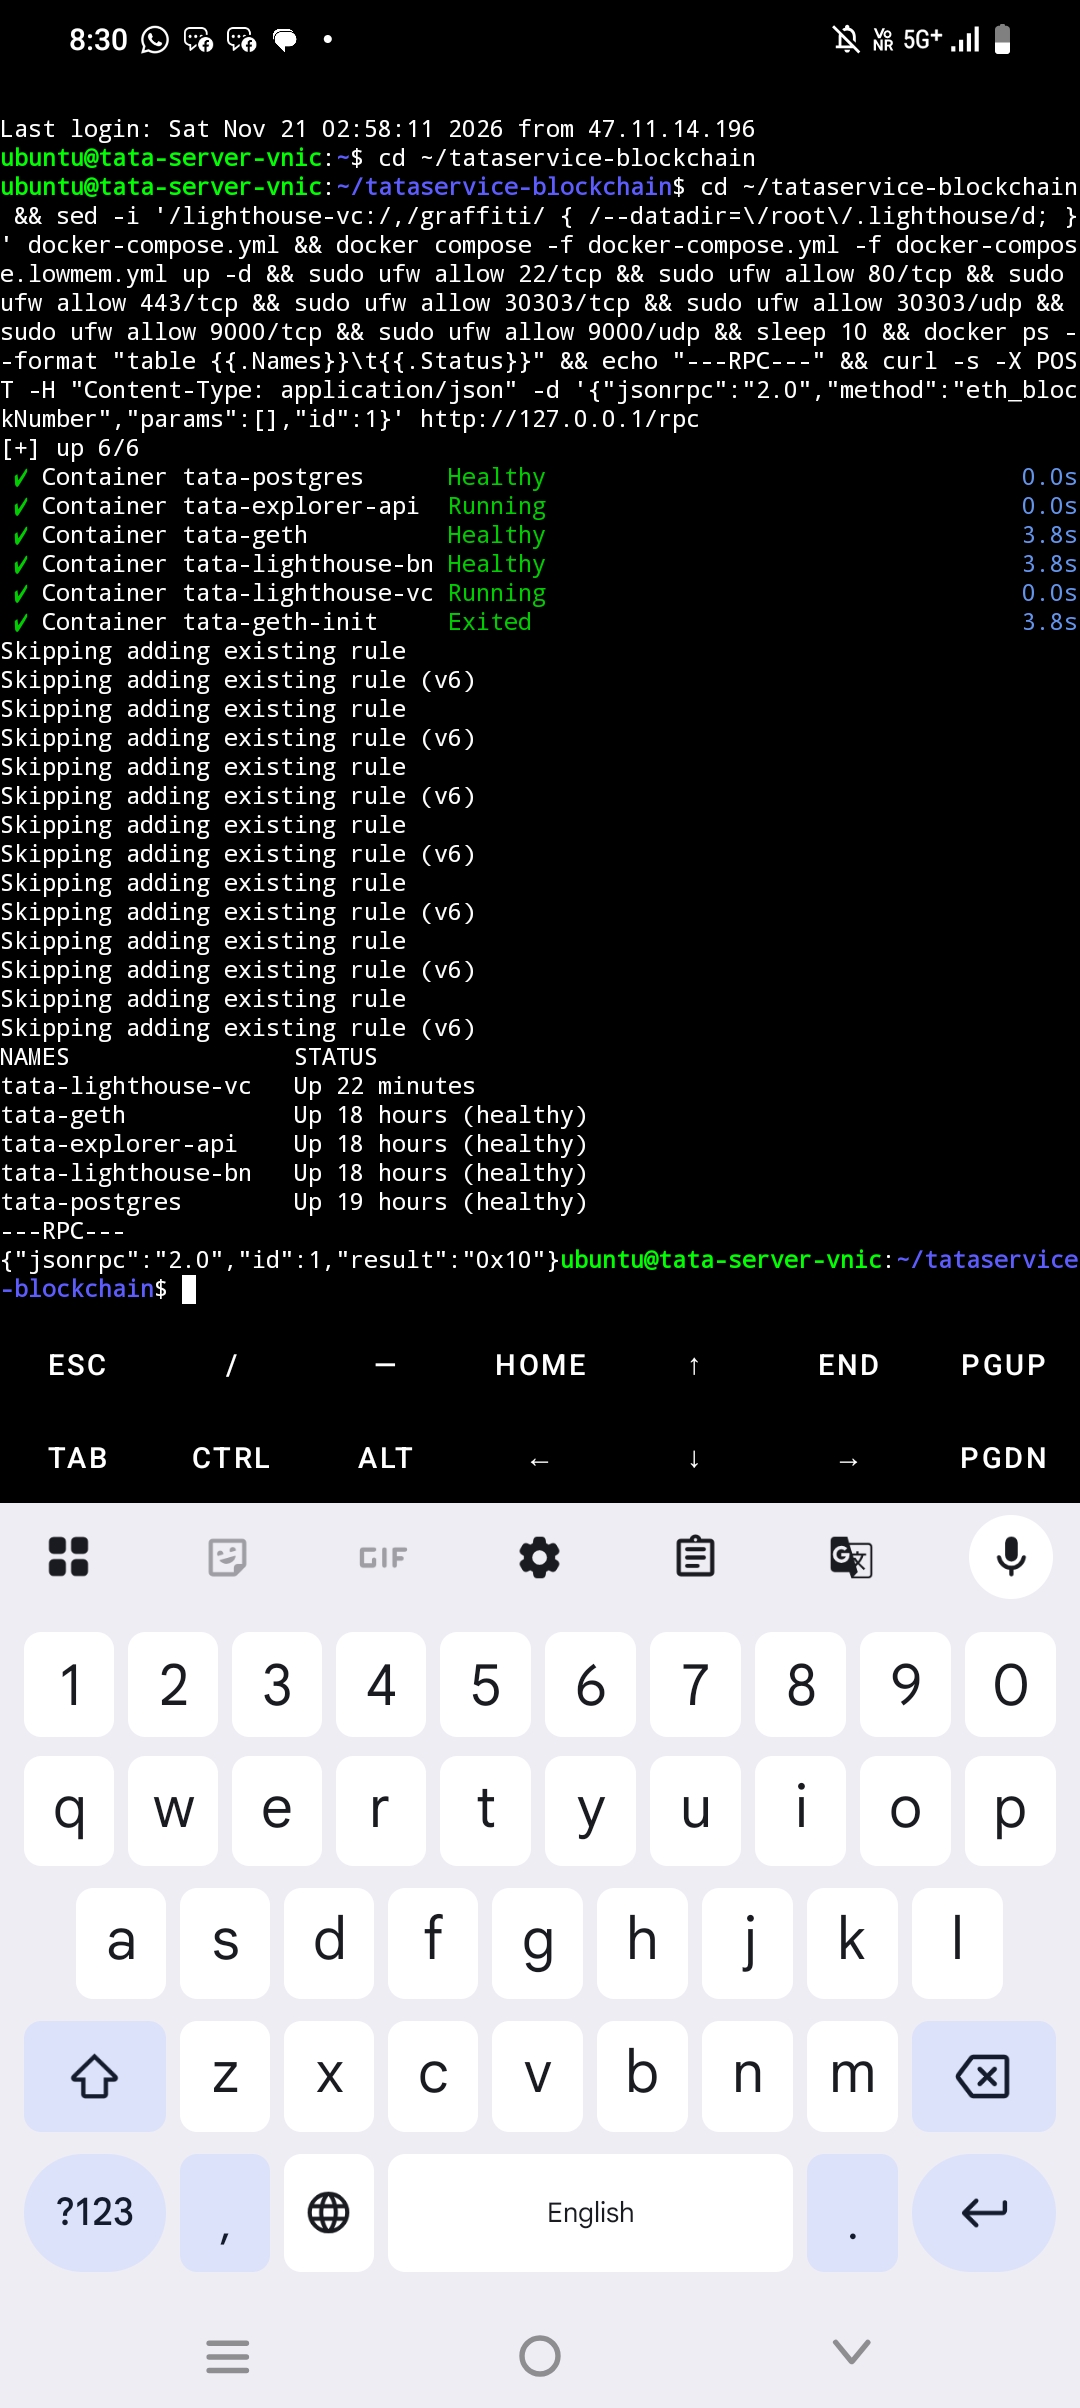 8:30
Vo NR 5G+
Last login: Sat Nov 21 02:58:11 2026 from 47.11.14.196
ubuntu@tata-server-vnic:~$ cd ~/tataservice-blockchain
ubuntu@tata-server-vnic:~/tataservice-blockchain$ cd ~/tataservice-blockchain
 && sed -i '/lighthouse-vc:/,/graffiti/ { /--datadir=\/root\/.lighthouse/d; }
' docker-compose.yml && docker compose -f docker-compose.yml -f docker-compos
e.lowmem.yml up -d && sudo ufw allow 22/tcp && sudo ufw allow 80/tcp && sudo
ufw allow 443/tcp && sudo ufw allow 30303/tcp && sudo ufw allow 30303/udp &&
sudo ufw allow 9000/tcp && sudo ufw allow 9000/udp && sleep 10 && docker ps -
-format "table {{.Names}}\t{{.Status}}" && echo "---RPC---" && curl -s -X POS
T -H "Content-Type: application/json" -d '{"jsonrpc":"2.0","method":"eth_bloc
kNumber","params":[],"id":1}' http://127.0.0.1/rpc
[+] up 6/6
✔ Container tata-postgres Healthy 0.0s
✔ Container tata-explorer-api Running 0.0s
✔ Container tata-geth Healthy 3.8s
✔ Container tata-lighthouse-bn Healthy 3.8s
✔ Container tata-lighthouse-vc Running 0.0s
✔ Container tata-geth-init Exited 3.8s
Skipping adding existing rule
Skipping adding existing rule (v6)
Skipping adding existing rule
Skipping adding existing rule (v6)
Skipping adding existing rule
Skipping adding existing rule (v6)
Skipping adding existing rule
Skipping adding existing rule (v6)
Skipping adding existing rule
Skipping adding existing rule (v6)
Skipping adding existing rule
Skipping adding existing rule (v6)
Skipping adding existing rule
Skipping adding existing rule (v6)
NAMES STATUS
tata-lighthouse-vc Up 22 minutes
tata-geth Up 18 hours (healthy)
tata-explorer-api Up 18 hours (healthy)
tata-lighthouse-bn Up 18 hours (healthy)
tata-postgres Up 19 hours (healthy)
---RPC---
{"jsonrpc":"2.0","id":1,"result":"0x10"}ubuntu@tata-server-vnic:~/tataservice
-blockchain$
ESC / — HOME ↑ END PGUP
TAB CTRL ALT ← ↓ → PGDN
GIF G 文
1 2 3 4 5 6 7 8 9 0
q w e r t y u i o p
a s d f g h j k l
z x c v b n m
?123 , English .